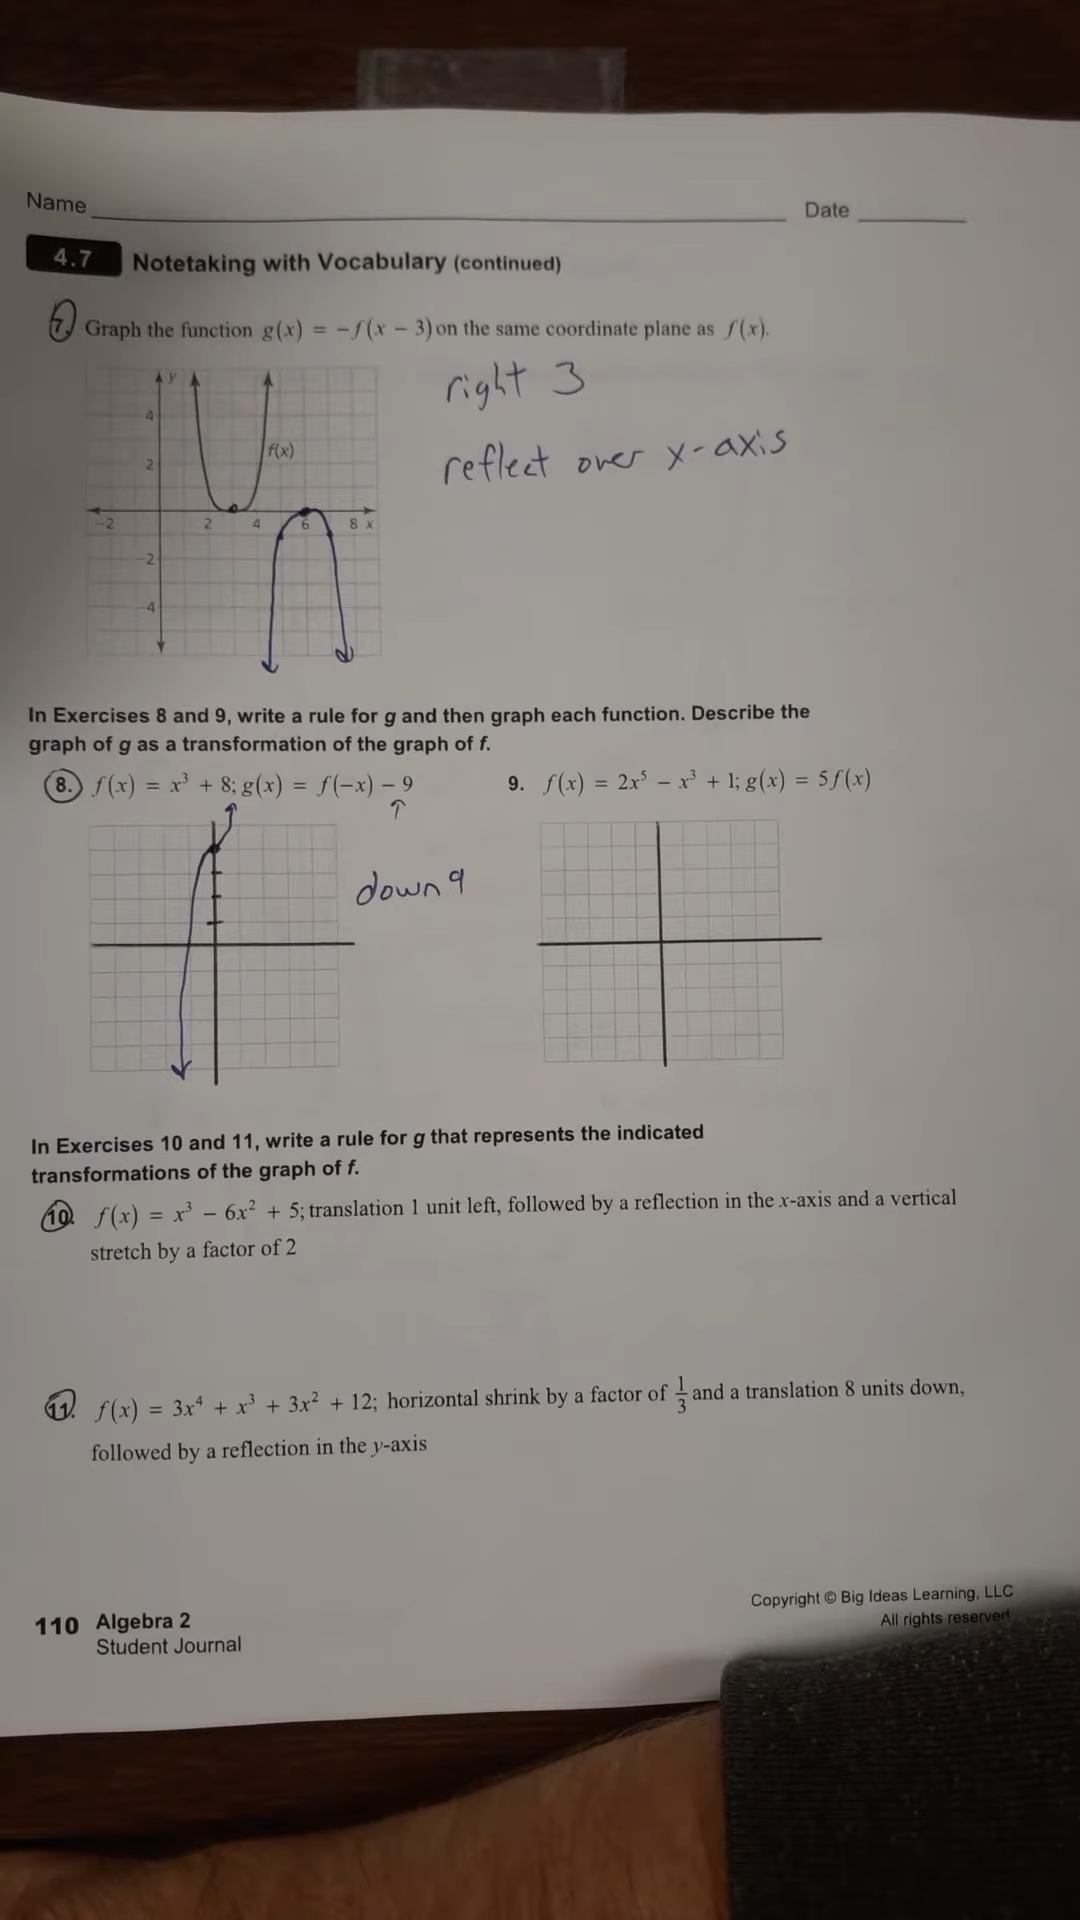 Name
Date
4.7 Notetaking with Vocabulary (continued)
7. Graph the function g(x) = −f(x − 3) on the same coordinate plane as f(x).
right 3
reflect over x-axis
y
4
f(x)
2
-2 2 4 6 8 x
-2
-4
In Exercises 8 and 9, write a rule for g and then graph each function. Describe the
graph of g as a transformation of the graph of f.
8. f(x) = x³ + 8; g(x) = f(−x) − 9
↑
down 9
9. f(x) = 2x⁵ − x³ + 1; g(x) = 5f(x)
In Exercises 10 and 11, write a rule for g that represents the indicated
transformations of the graph of f.
10. f(x) = x³ − 6x² + 5; translation 1 unit left, followed by a reflection in the x-axis and a vertical
stretch by a factor of 2
11. f(x) = 3x⁴ + x³ + 3x² + 12; horizontal shrink by a factor of 1/3 and a translation 8 units down,
followed by a reflection in the y-axis
110 Algebra 2
Student Journal
Copyright © Big Ideas Learning, LLC
All rights reserved